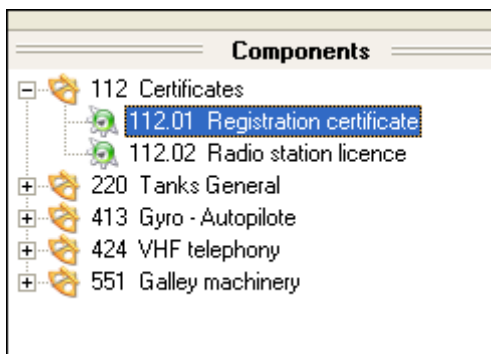 Components
112 Certificates
112.01 Registration certificate
112.02 Radio station licence
220 Tanks General
413 Gyro - Autopilote
424 VHF telephony
551 Galley machinery